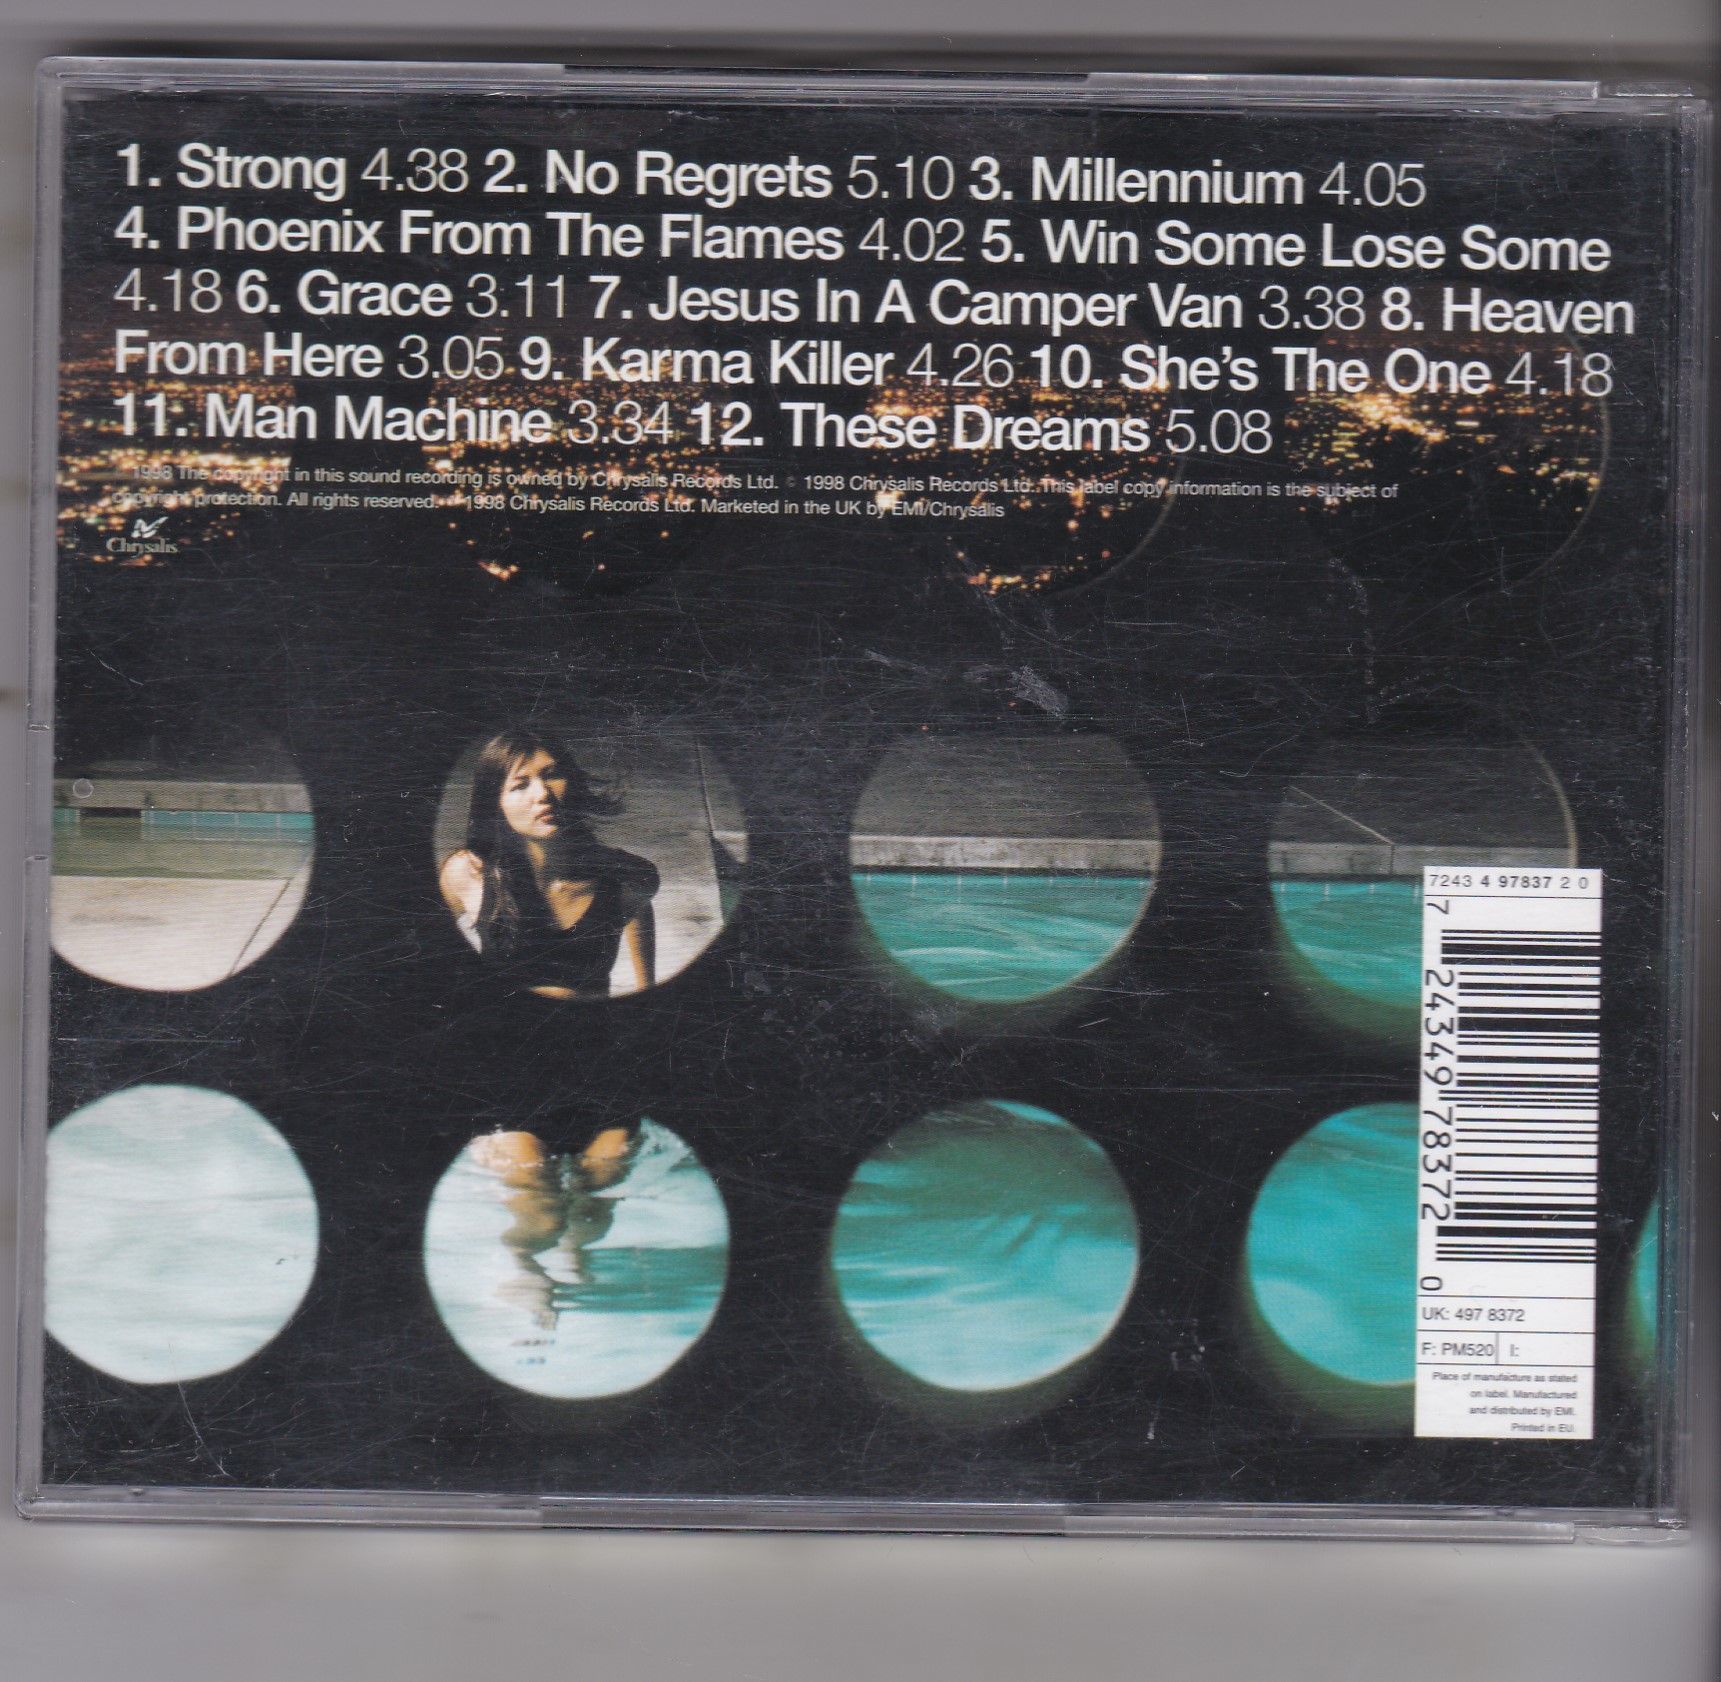 1. Strong 4.38 2. No Regrets 5.10 3. Millennium 4.05
4. Phoenix From The Flames 4.02 5. Win Some Lose Some
4.18 6. Grace 3.11 7. Jesus In A Camper Van 3.38 8. Heaven
From Here 3.05 9. Karma Killer 4.26 10. She's The One 4.18
11. Man Machine 3.34 12. These Dreams 5.08
1998 The copyright in this sound recording is owned by Chrysalis Records Ltd. © 1998 Chrysalis Records Ltd. This label copy information is the subject of
copyright protection. All rights reserved. 1998 Chrysalis Records Ltd. Marketed in the UK by EMI/Chrysalis
Chrysalis
7243 4 97837 2 0
7 24349 78372 0
UK: 497 8372
F: PM520 I:
Place of manufacture as stated
on label. Manufactured
and distributed by EMI.
Printed in EU.